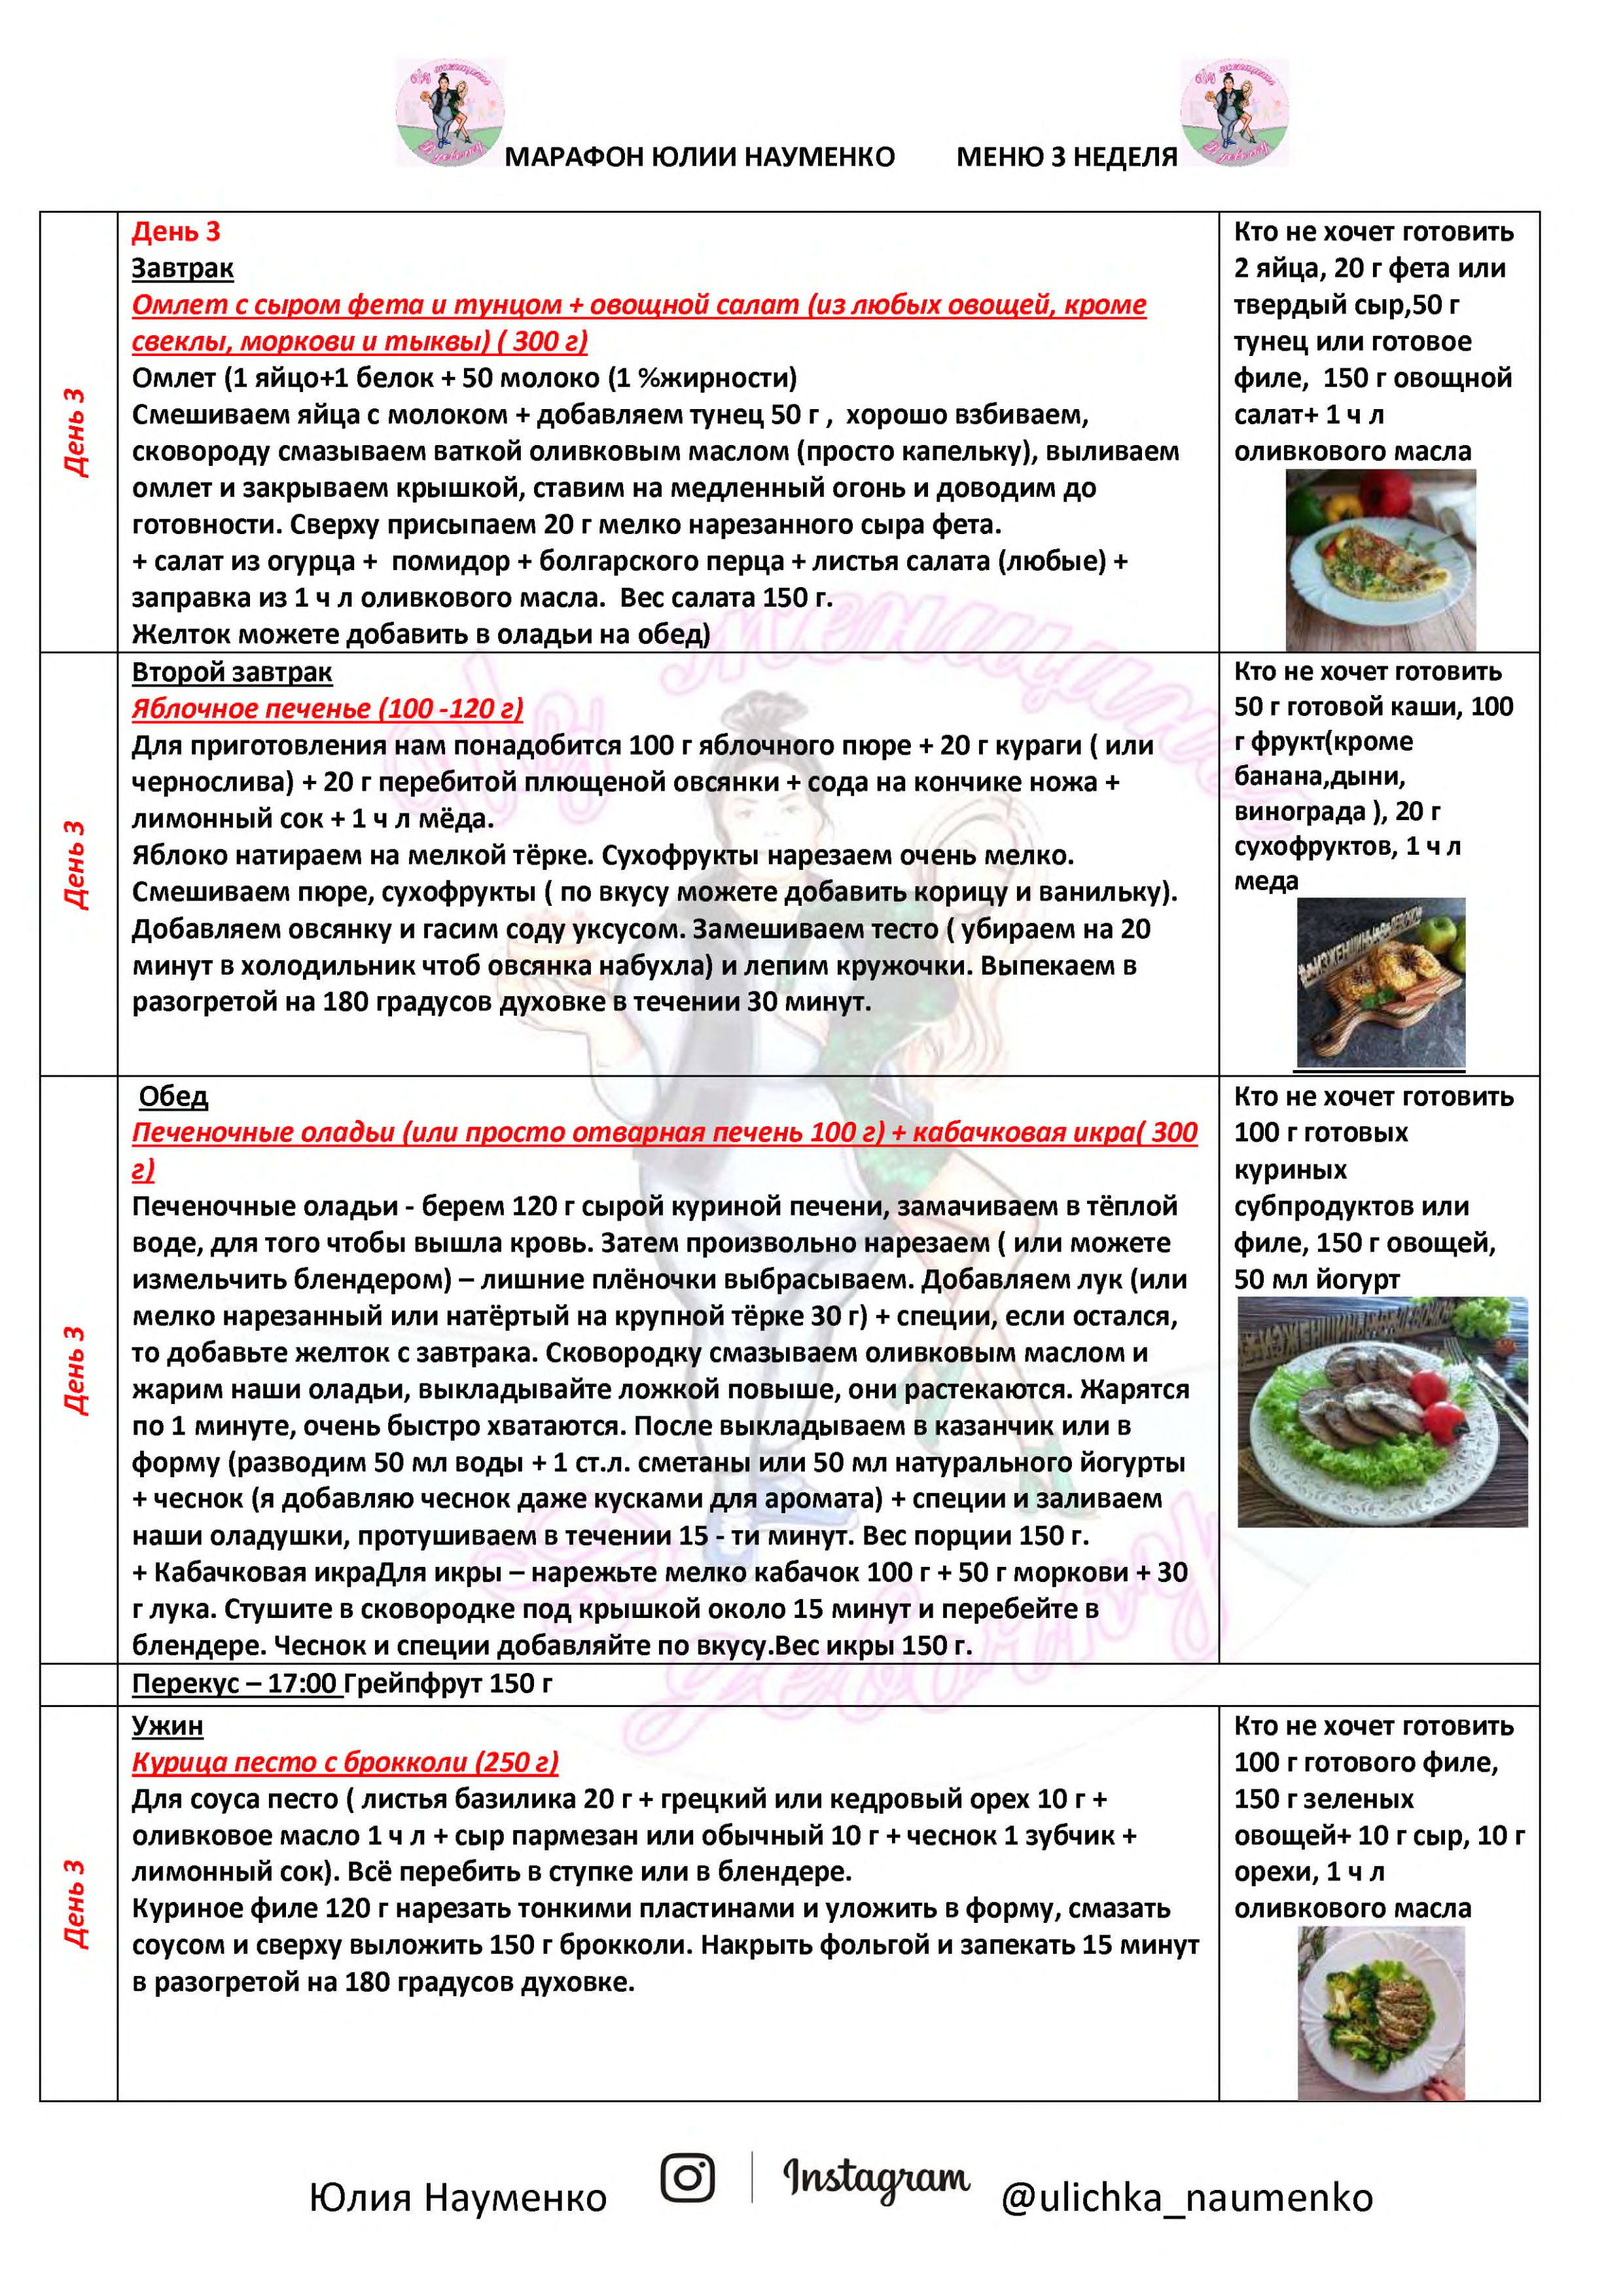 Из женщины
В девочку
МАРАФОН ЮЛИИ НАУМЕНКО МЕНЮ 3 НЕДЕЛЯ
Из женщины
В девочку
День 3
День 3
Завтрак
Омлет с сыром фета и тунцом + овощной салат (из любых овощей, кроме
свеклы, моркови и тыквы) ( 300 г)
Омлет (1 яйцо+1 белок + 50 молоко (1 %жирности)
Смешиваем яйца с молоком + добавляем тунец 50 г , хорошо взбиваем,
сковороду смазываем ваткой оливковым маслом (просто капельку), выливаем
омлет и закрываем крышкой, ставим на медленный огонь и доводим до
готовности. Сверху присыпаем 20 г мелко нарезанного сыра фета.
+ салат из огурца + помидор + болгарского перца + листья салата (любые) +
заправка из 1 ч л оливкового масла. Вес салата 150 г.
Желток можете добавить в оладьи на обед)
Кто не хочет готовить
2 яйца, 20 г фета или
твердый сыр,50 г
тунец или готовое
филе, 150 г овощной
салат+ 1 ч л
оливкового масла
День 3
Второй завтрак
Яблочное печенье (100 -120 г)
Для приготовления нам понадобится 100 г яблочного пюре + 20 г кураги ( или
чернослива) + 20 г перебитой плющеной овсянки + сода на кончике ножа +
лимонный сок + 1 ч л мёда.
Яблоко натираем на мелкой тёрке. Сухофрукты нарезаем очень мелко.
Смешиваем пюре, сухофрукты ( по вкусу можете добавить корицу и ванильку).
Добавляем овсянку и гасим соду уксусом. Замешиваем тесто ( убираем на 20
минут в холодильник чтоб овсянка набухла) и лепим кружочки. Выпекаем в
разогретой на 180 градусов духовке в течении 30 минут.
Кто не хочет готовить
50 г готовой каши, 100
г фрукт(кроме
банана,дыни,
винограда ), 20 г
сухофруктов, 1 ч л
меда
День 3
Обед
Печеночные оладьи (или просто отварная печень 100 г) + кабачковая икра( 300
г)
Печеночные оладьи - берем 120 г сырой куриной печени, замачиваем в тёплой
воде, для того чтобы вышла кровь. Затем произвольно нарезаем ( или можете
измельчить блендером) – лишние плёночки выбрасываем. Добавляем лук (или
мелко нарезанный или натёртый на крупной тёрке 30 г) + специи, если остался,
то добавьте желток с завтрака. Сковородку смазываем оливковым маслом и
жарим наши оладьи, выкладывайте ложкой повыше, они растекаются. Жарятся
по 1 минуте, очень быстро хватаются. После выкладываем в казанчик или в
форму (разводим 50 мл воды + 1 ст.л. сметаны или 50 мл натурального йогурты
+ чеснок (я добавляю чеснок даже кусками для аромата) + специи и заливаем
наши оладушки, протушиваем в течении 15 - ти минут. Вес порции 150 г.
+ Кабачковая икраДля икры – нарежьте мелко кабачок 100 г + 50 г моркови + 30
г лука. Стушите в сковородке под крышкой около 15 минут и перебейте в
блендере. Чеснок и специи добавляйте по вкусу.Вес икры 150 г.
Кто не хочет готовить
100 г готовых
куриных
субпродуктов или
филе, 150 г овощей,
50 мл йогурт
Перекус – 17:00 Грейпфрут 150 г
День 3
Ужин
Курица песто с брокколи (250 г)
Для соуса песто ( листья базилика 20 г + грецкий или кедровый орех 10 г +
оливковое масло 1 ч л + сыр пармезан или обычный 10 г + чеснок 1 зубчик +
лимонный сок). Всё перебить в ступке или в блендере.
Куриное филе 120 г нарезать тонкими пластинами и уложить в форму, смазать
соусом и сверху выложить 150 г брокколи. Накрыть фольгой и запекать 15 минут
в разогретой на 180 градусов духовке.
Кто не хочет готовить
100 г готового филе,
150 г зеленых
овощей+ 10 г сыр, 10 г
орехи, 1 ч л
оливкового масла
Из женщины
В девочку
Юлия Науменко Instagram @ulichka_naumenko